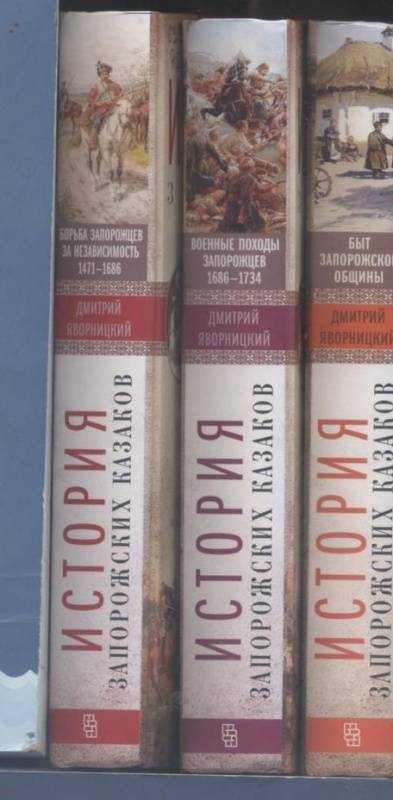 БОРЬБА ЗАПОРОЖЦЕВ
ЗА НЕЗАВИСИМОСТЬ
1471–1686
ДМИТРИЙ
ЯВОРНИЦКИЙ
ИСТОРИЯ
ЗАПОРОЖСКИХ КАЗАКОВ
ВОЕННЫЕ ПОХОДЫ
ЗАПОРОЖЦЕВ
1686–1734
ДМИТРИЙ
ЯВОРНИЦКИЙ
ИСТОРИЯ
ЗАПОРОЖСКИХ КАЗАКОВ
БЫТ
ЗАПОРОЖСКО
ОБЩИНЫ
ДМИТРИЙ
ЯВОРНИЦКИЙ
ИСТОРИЯ
ЗАПОРОЖСКИХ КАЗАКОВ